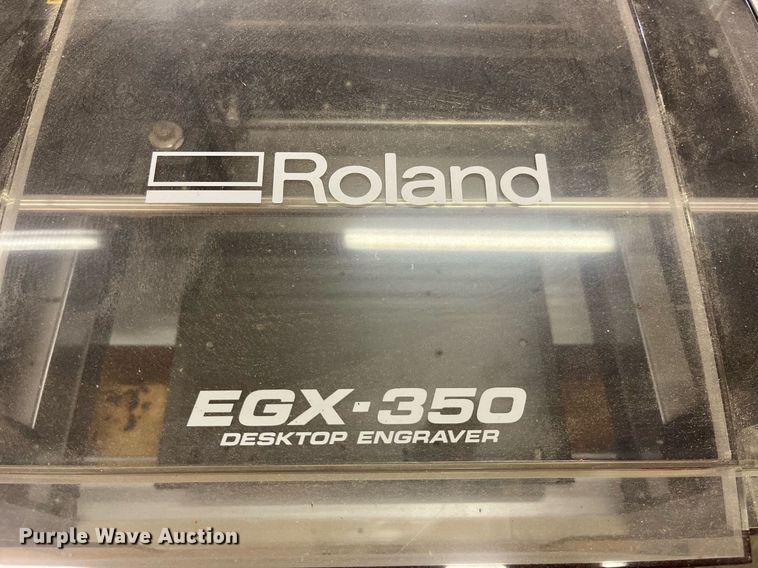 Roland
EGX-350
DESKTOP ENGRAVER
Purple Wave Auction